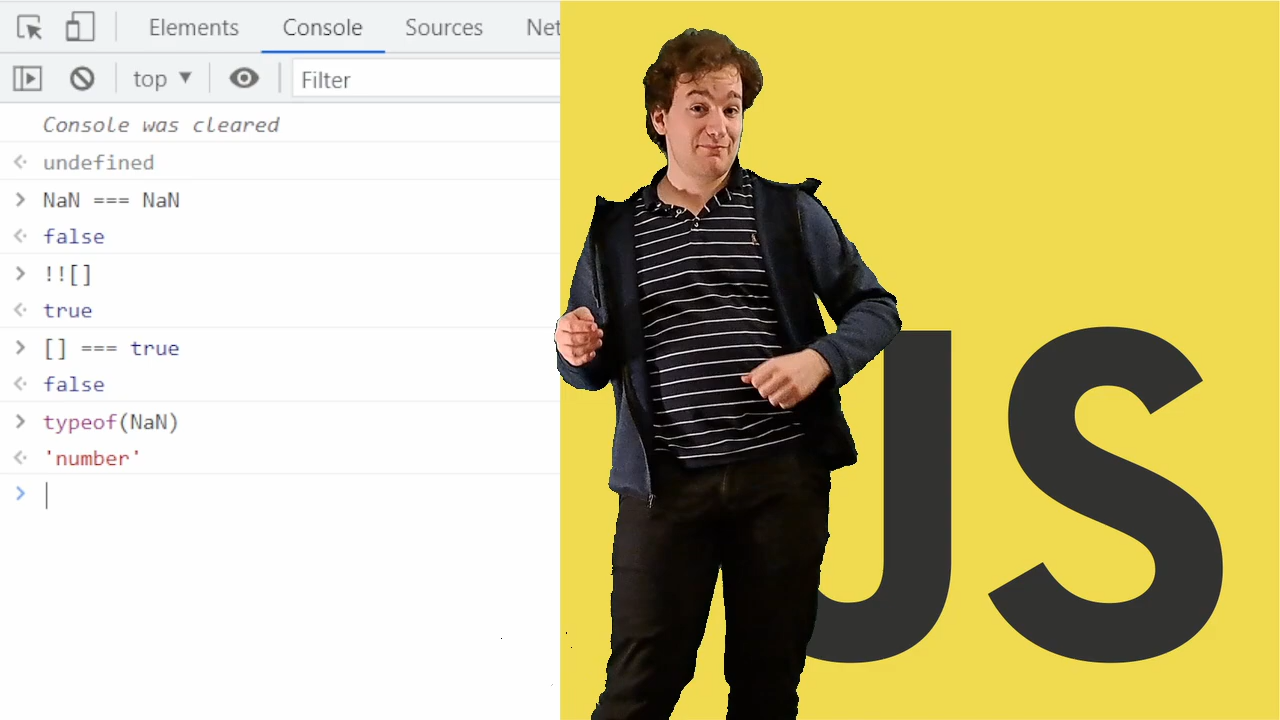 Elements Console Sources Net
top Filter
Console was cleared
undefined
NaN === NaN
false
!![]
true
[] === true
false
typeof(NaN)
'number'
JS